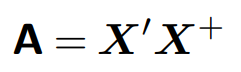 A = X′X⁺